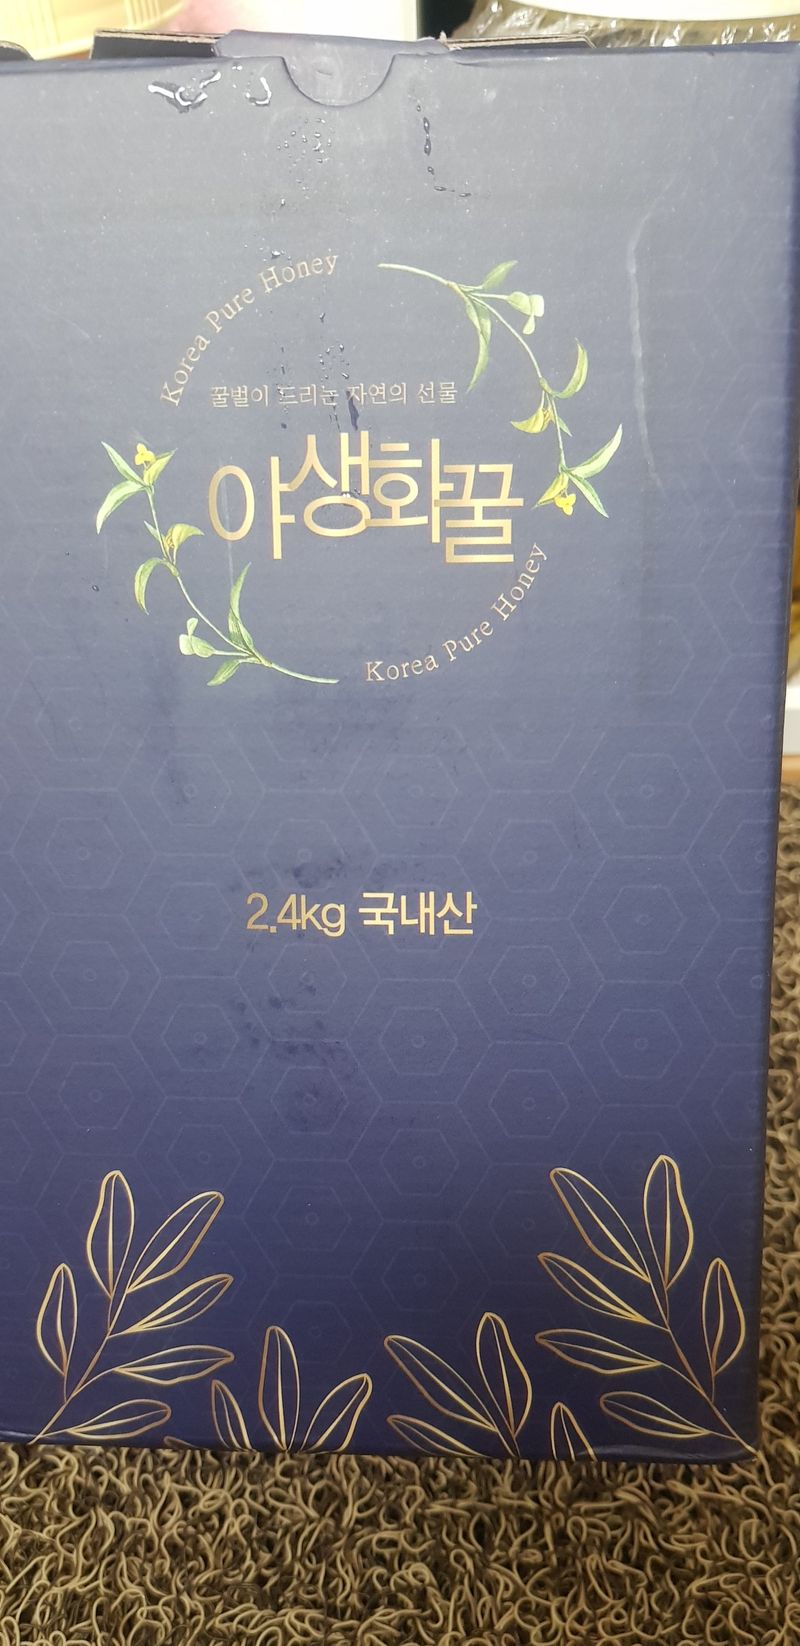 Korea Pure Honey
꿀벌이 드리는 자연의 선물
야생화꿀
Korea Pure Honey
2.4kg 국내산